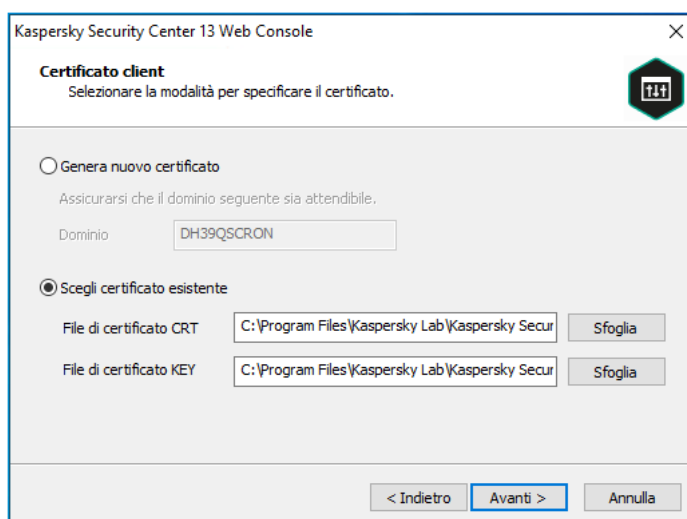 Kaspersky Security Center 13 Web Console
Certificato client
Selezionare la modalità per specificare il certificato.
Genera nuovo certificato
Assicurarsi che il dominio seguente sia attendibile.
Dominio DH39QSCRON
Scegli certificato esistente
File di certificato CRT C:\Program Files\Kaspersky Lab\Kaspersky Secur Sfoglia
File di certificato KEY C:\Program Files\Kaspersky Lab\Kaspersky Secur Sfoglia
< Indietro Avanti > Annulla